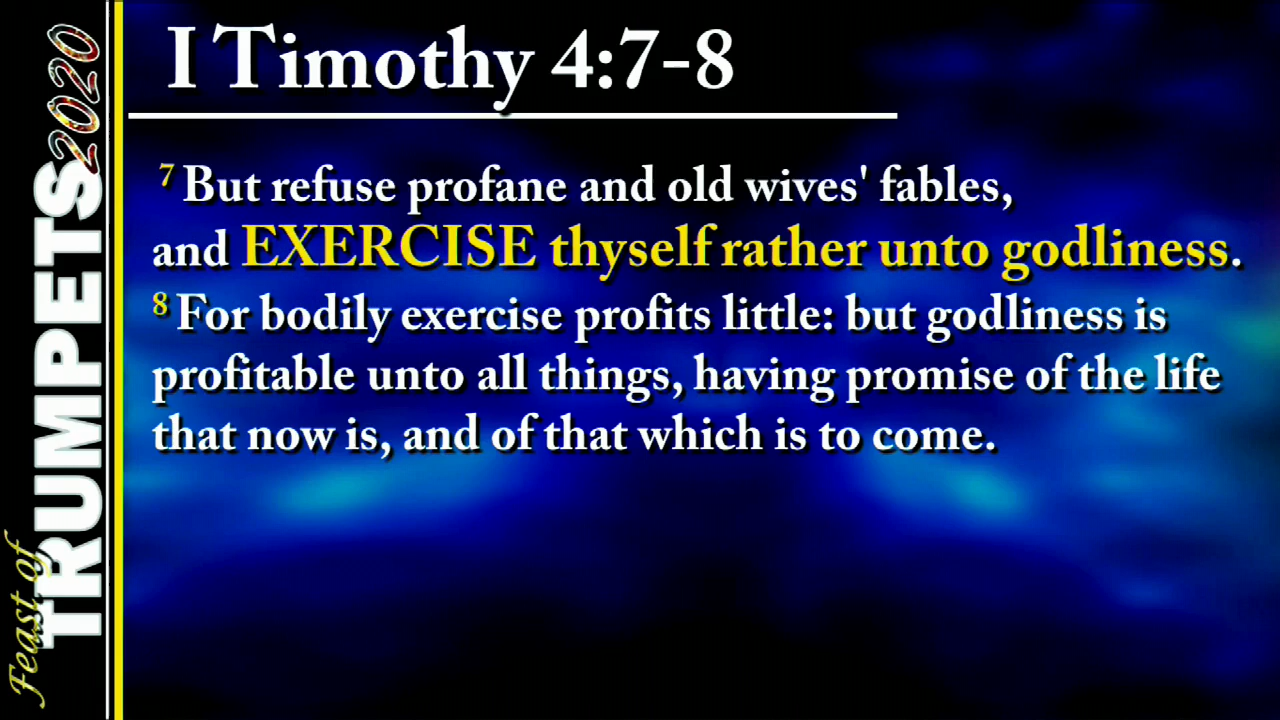 I Timothy 4:7-8
7 But refuse profane and old wives' fables,
and EXERCISE thyself rather unto godliness.
8 For bodily exercise profits little: but godliness is
profitable unto all things, having promise of the life
that now is, and of that which is to come.
Feast of
TRUMPETS
2020